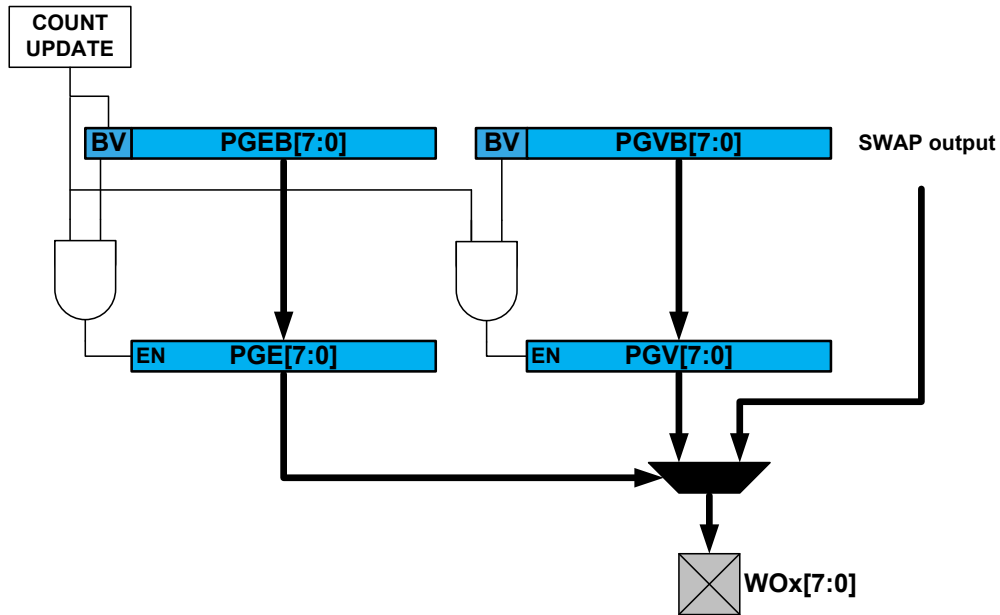 COUNT
UPDATE
BV
PGEB[7:0]
BV
PGVB[7:0]
SWAP output
EN
PGE[7:0]
EN
PGV[7:0]
WOx[7:0]